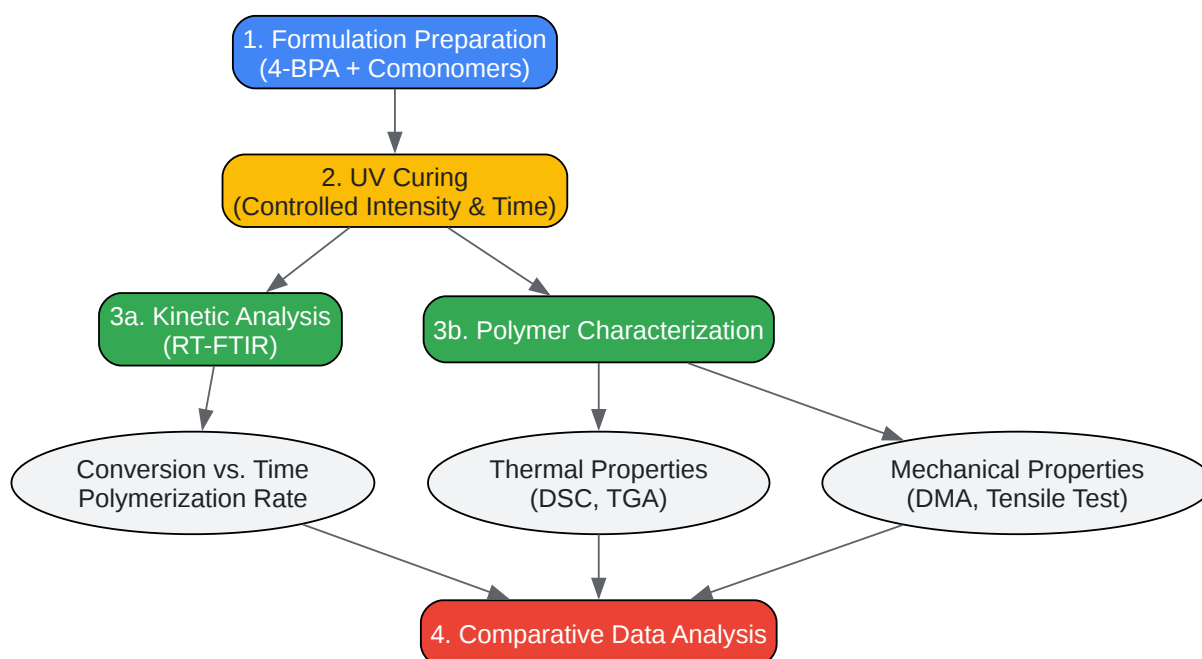 1. Formulation Preparation
(4-BPA + Comonomers)
2. UV Curing
(Controlled Intensity & Time)
3a. Kinetic Analysis
(RT-FTIR)
3b. Polymer Characterization
Conversion vs. Time
Polymerization Rate
Thermal Properties
(DSC, TGA)
Mechanical Properties
(DMA, Tensile Test)
4. Comparative Data Analysis